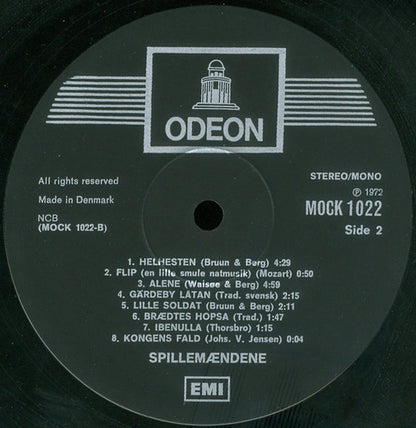 ODEON
All rights reserved
Made in Denmark
NCB
(MOCK 1022-B)
STEREO/MONO
Ⓟ 1972
MOCK 1022
Side 2
1. HELHESTEN (Bruun & Berg) 4:29
2. FLIP (en lille smule natmusik) (Mozart) 0:50
3. ALENE (Waisøe & Berg) 4:59
4. GÄRDEBY LÅTAN (Trad. svensk) 2:15
5. LILLE SOLDAT (Bruun & Berg) 2:11
6. BRÆDTES HOPSA (Trad.) 1:47
7. IBENULLA (Thorsbro) 1:15
8. KONGENS FALD (Johs. V. Jensen) 0:04
SPILLEMÆNDENE
EMI